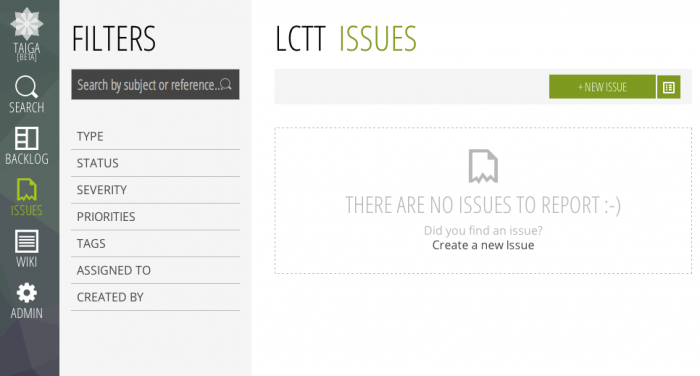 TAIGA
[BETA]
SEARCH
BACKLOG
ISSUES
WIKI
ADMIN
FILTERS
Search by subject or reference...
TYPE
STATUS
SEVERITY
PRIORITIES
TAGS
ASSIGNED TO
CREATED BY
LCTT ISSUES
+ NEW ISSUE
THERE ARE NO ISSUES TO REPORT :-)
Did you find an issue?
Create a new Issue